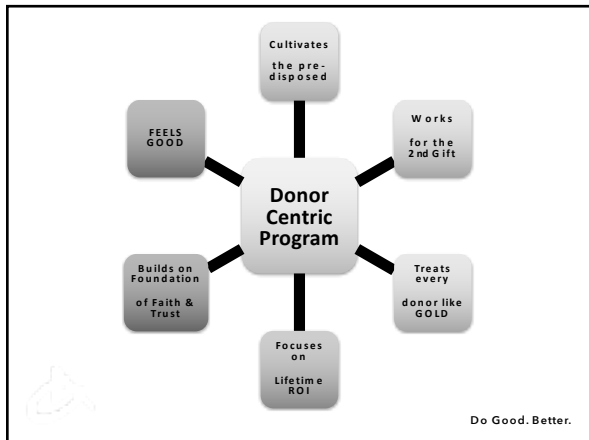 Cultivates
the pre-
disposed
Works
for the
2nd Gift
Treats
every
donor like
GOLD
Focuses
on
Lifetime
ROI
Builds on
Foundation
of Faith &
Trust
FEELS
GOOD
Donor
Centric
Program
Do Good. Better.